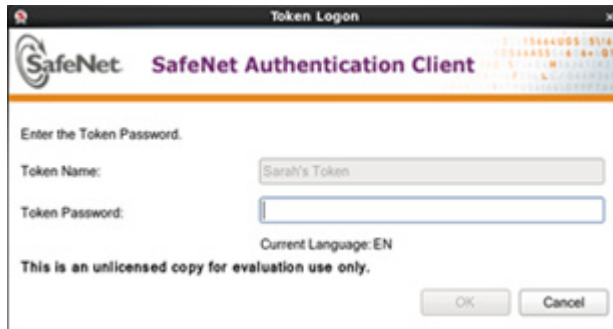 Token Logon
SafeNet. SafeNet Authentication Client
Enter the Token Password.
Token Name: Sarah's Token
Token Password:
Current Language: EN
This is an unlicensed copy for evaluation use only.
OK Cancel